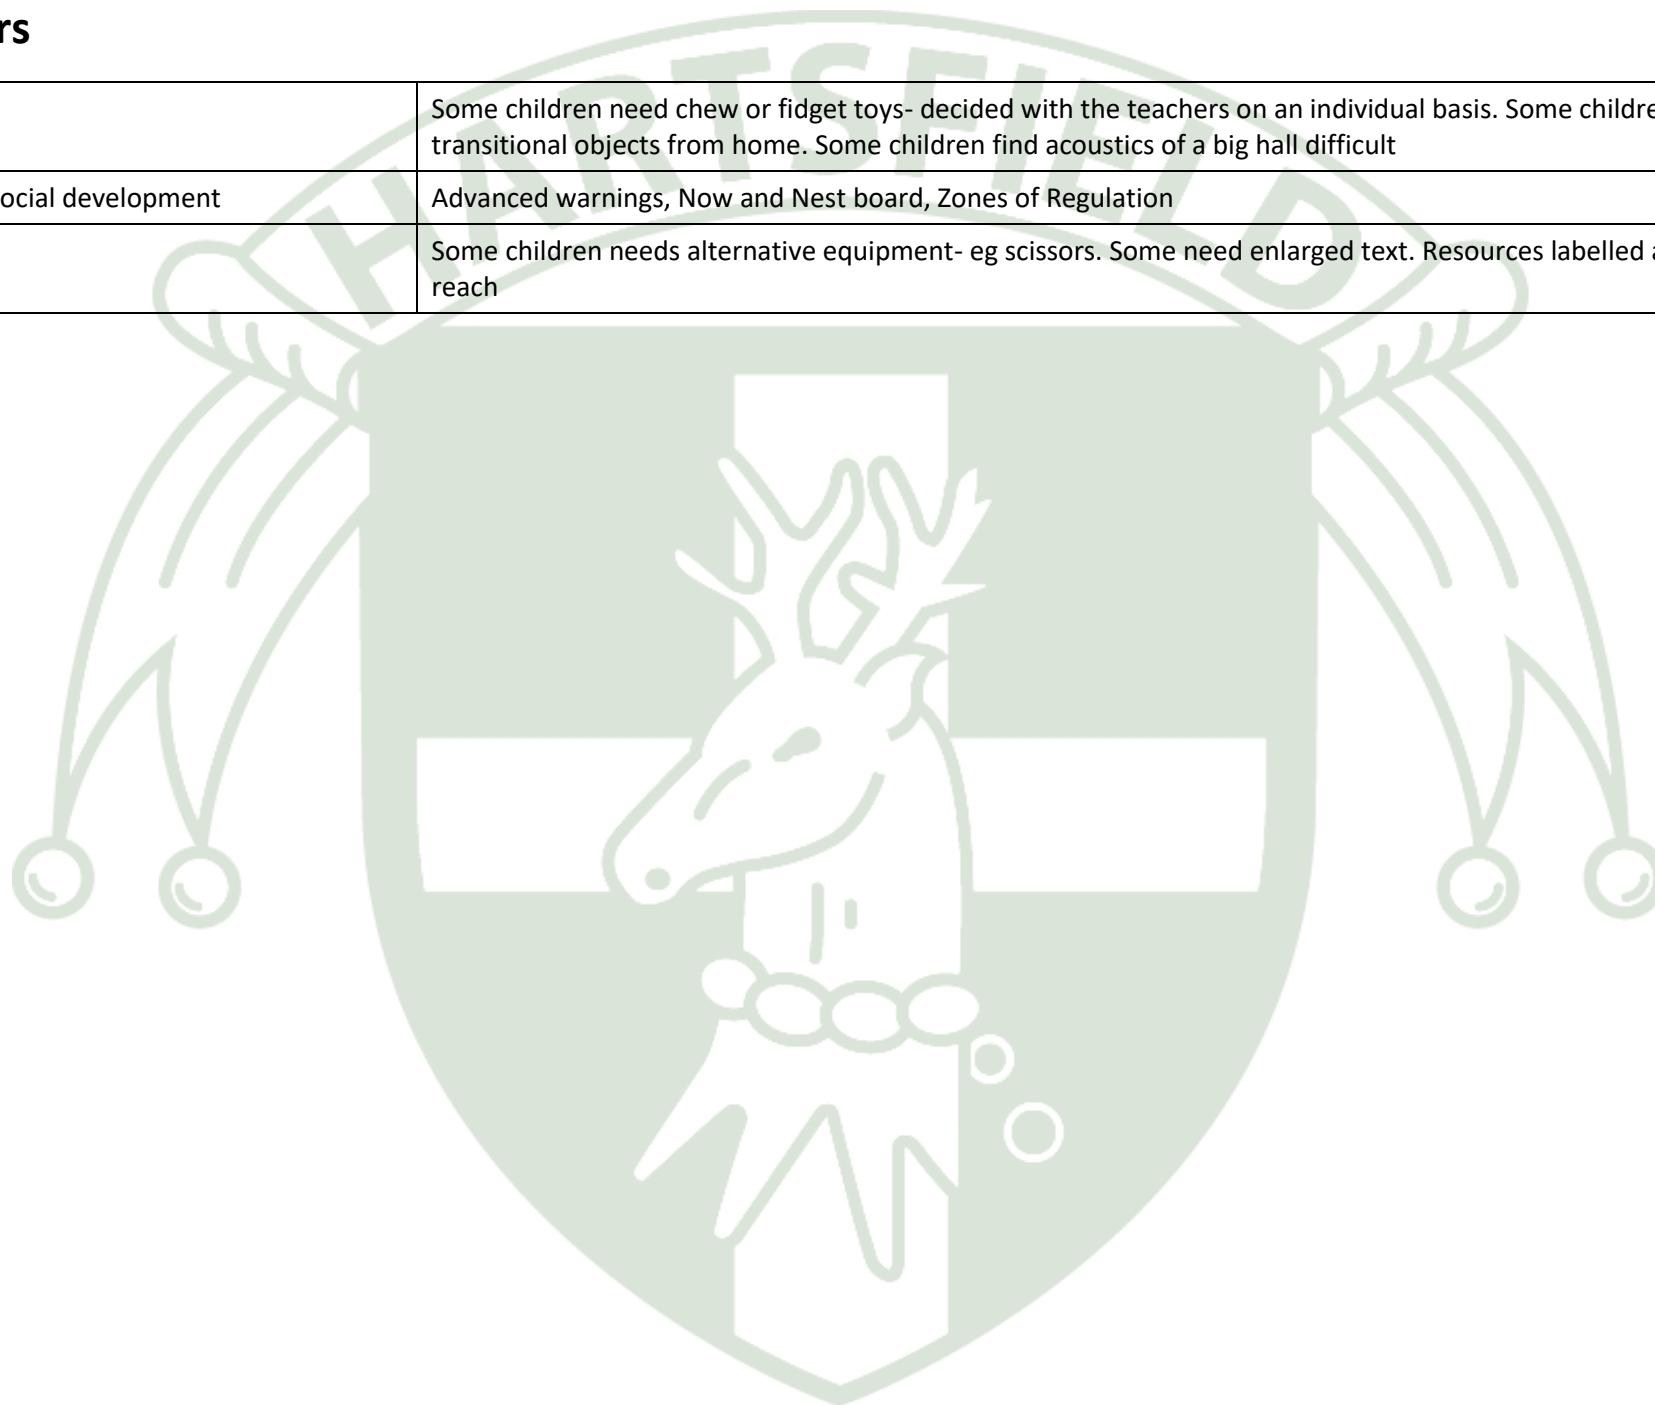 rs
HARTSFIELD
Some children need chew or fidget toys- decided with the teachers on an individual basis. Some childre
transitional objects from home. Some children find acoustics of a big hall difficult
ocial development
Advanced warnings, Now and Nest board, Zones of Regulation
Some children needs alternative equipment- eg scissors. Some need enlarged text. Resources labelled a
reach